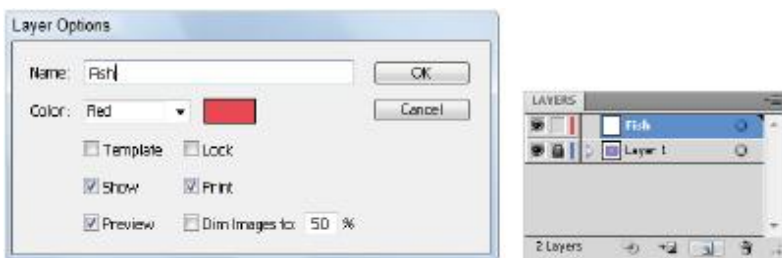 Layer Options
Name: Fish
OK
Color: Red
Cancel
Template
Lock
Show
Print
Preview
Dim Images to: 50 %
LAYERS
Fish
Layer 1
2 Layers